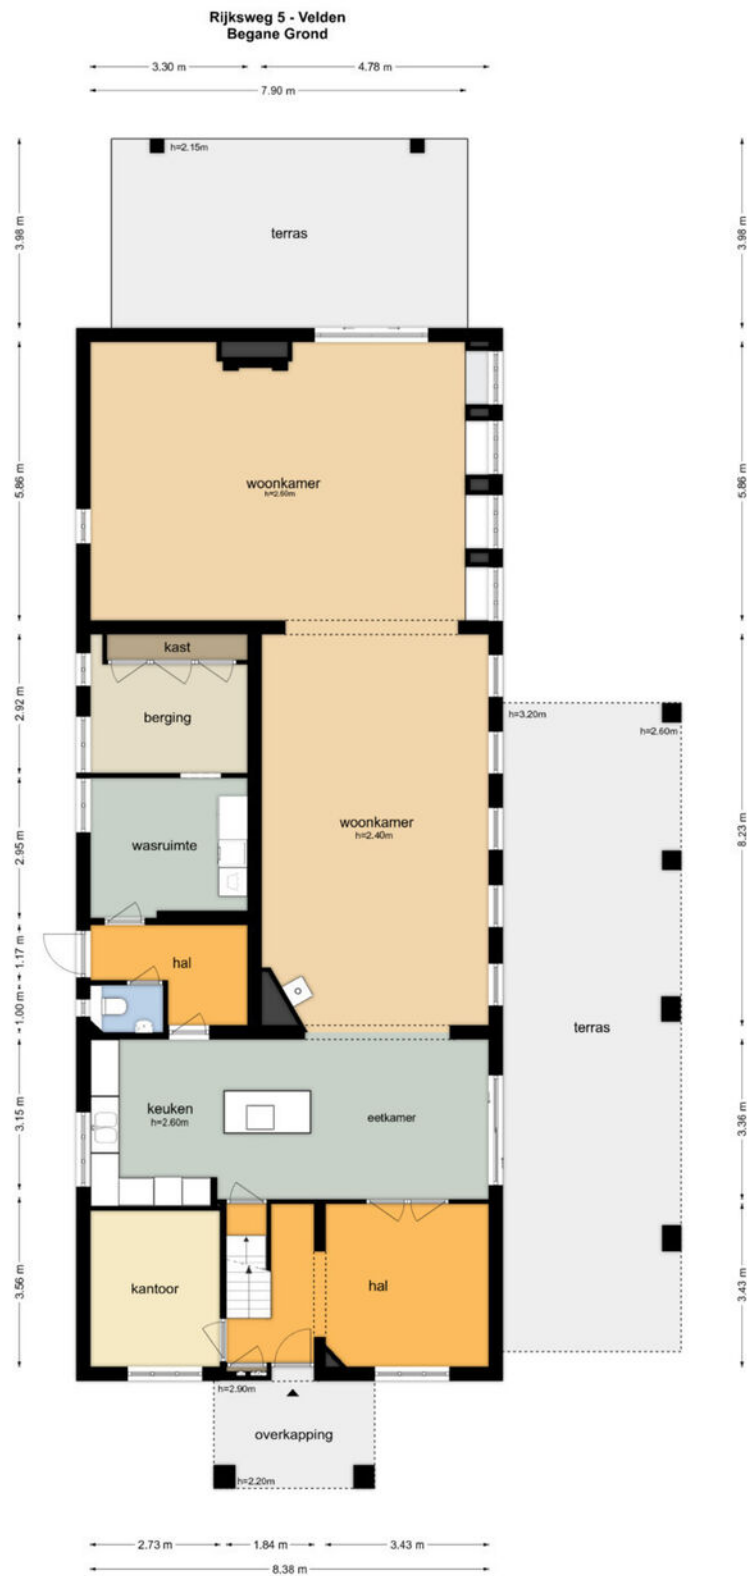 Rijksweg 5 - Velden
Begane Grond
3.30 m
4.78 m
7.90 m
h=2.15m
terras
3.98 m
3.98 m
woonkamer
h=2.60m
5.86 m
5.86 m
kast
berging
2.92 m
h=3.20m
h=2.60m
woonkamer
h=2.40m
wasruimte
2.95 m
8.23 m
hal
1.17 m
1.00 m
terras
keuken
h=2.60m
eetkamer
3.15 m
3.36 m
kantoor
hal
3.56 m
3.43 m
h=2.90m
overkapping
h=2.20m
2.73 m
1.84 m
3.43 m
8.38 m